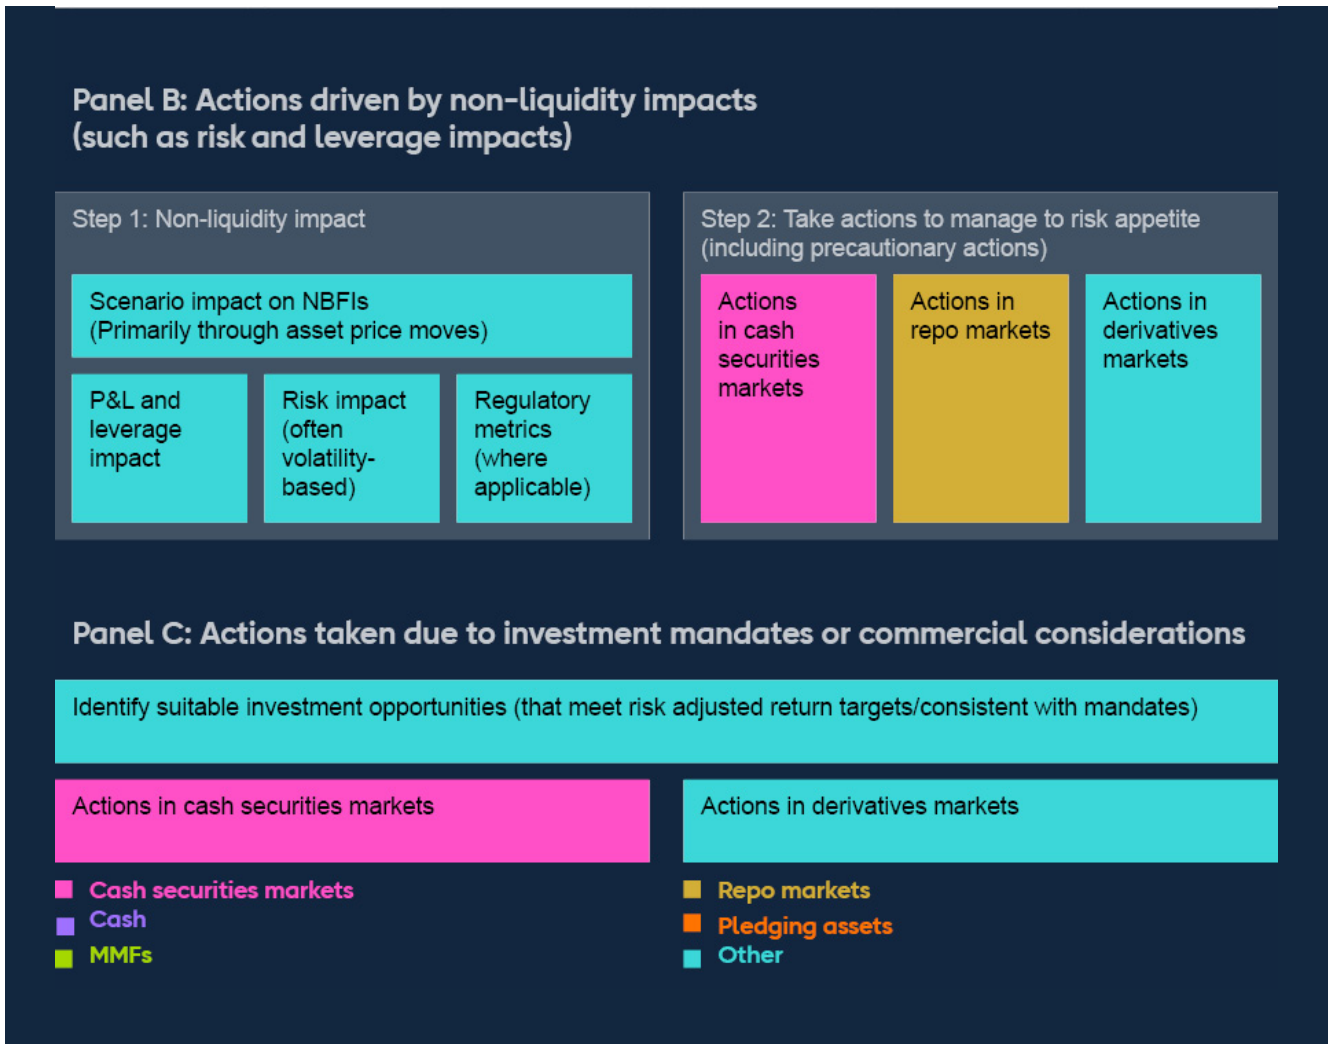 Panel B: Actions driven by non-liquidity impacts
(such as risk and leverage impacts)
Step 1: Non-liquidity impact
Scenario impact on NBFIs
(Primarily through asset price moves)
P&L and
leverage
impact
Risk impact
(often
volatility-
based)
Regulatory
metrics
(where
applicable)
Step 2: Take actions to manage to risk appetite
(including precautionary actions)
Actions
in cash
securities
markets
Actions in
repo markets
Actions in
derivatives
markets
Panel C: Actions taken due to investment mandates or commercial considerations
Identify suitable investment opportunities (that meet risk adjusted return targets/consistent with mandates)
Actions in cash securities markets
Actions in derivatives markets
Cash securities markets
Cash
MMFs
Repo markets
Pledging assets
Other